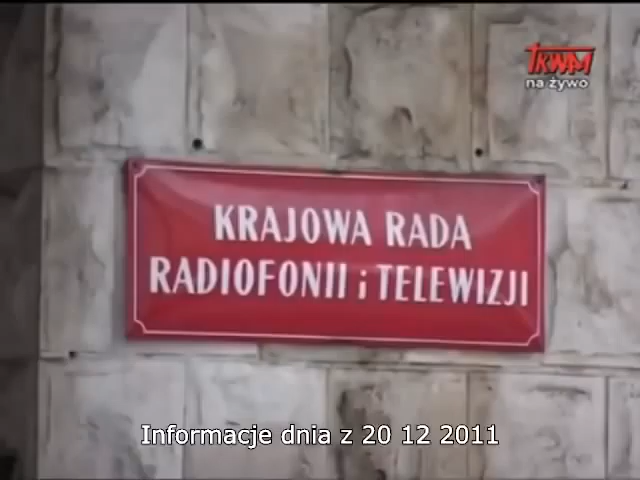 TRWAM
na żywo
KRAJOWA RADA
RADIOFONII i TELEWIZJI
Informacje dnia z 20 12 2011